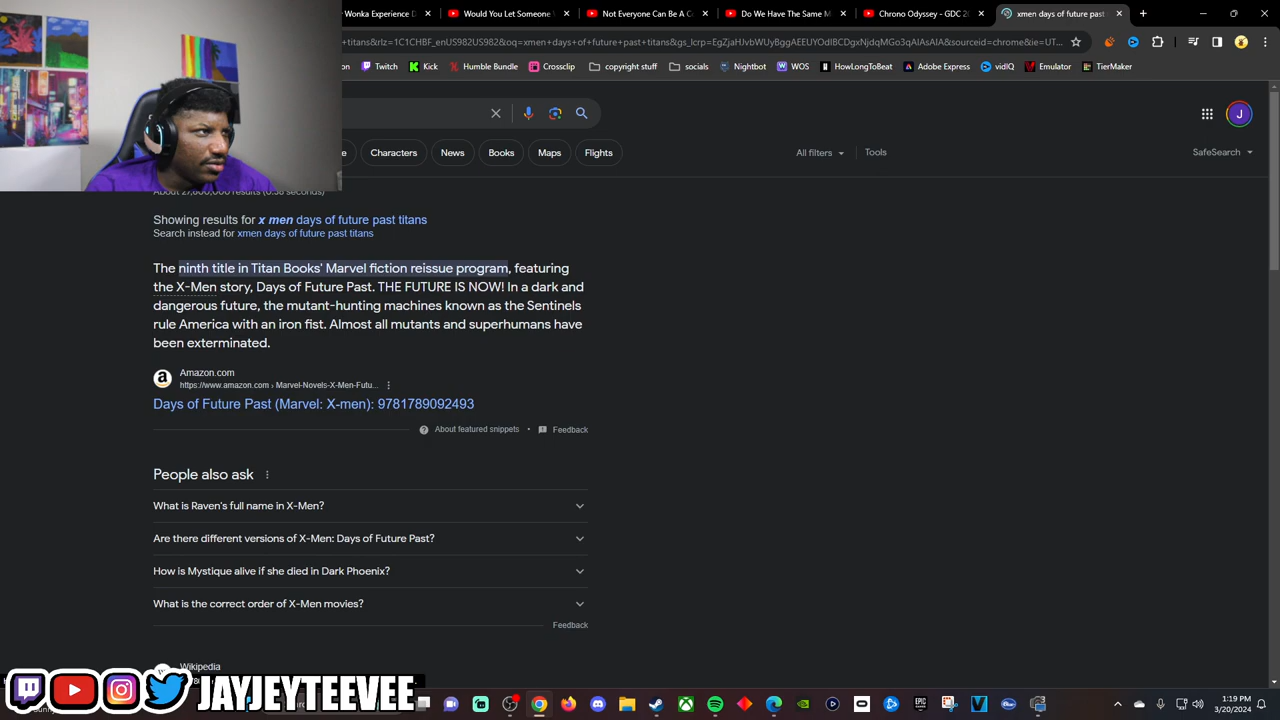 Wonka Experience D
Would You Let Someone
Not Everyone Can Be A C
Do We Have The Same M
Chrono Odyssey - GDC 20
xmen days of future past
titans&rlz=1C1CHBF_enUS982US982&oq=xmen+days+of+future+past+titans&gs_lcrp=
Twitch
Kick
Humble Bundle
Crossclip
copyright stuff
socials
Nightbot
WOS
HowLongToBeat
Adobe Express
vidIQ
Emulator
TierMaker
J
Characters
News
Books
Maps
Flights
All filters
Tools
SafeSearch
Showing results for x men days of future past titans
Search instead for xmen days of future past titans
The ninth title in Titan Books' Marvel fiction reissue program, featuring
the X-Men story, Days of Future Past. THE FUTURE IS NOW! In a dark and
dangerous future, the mutant-hunting machines known as the Sentinels
rule America with an iron fist. Almost all mutants and superhumans have
been exterminated.
Amazon.com
https://www.amazon.com › Marvel-Novels-X-Men-Futu...
Days of Future Past (Marvel: X-men): 9781789092493
About featured snippets • Feedback
People also ask
What is Raven's full name in X-Men?
Are there different versions of X-Men: Days of Future Past?
How is Mystique alive if she died in Dark Phoenix?
What is the correct order of X-Men movies?
Feedback
Wikipedia
JAYJEYTEEVEE
1:19 PM
3/20/2024